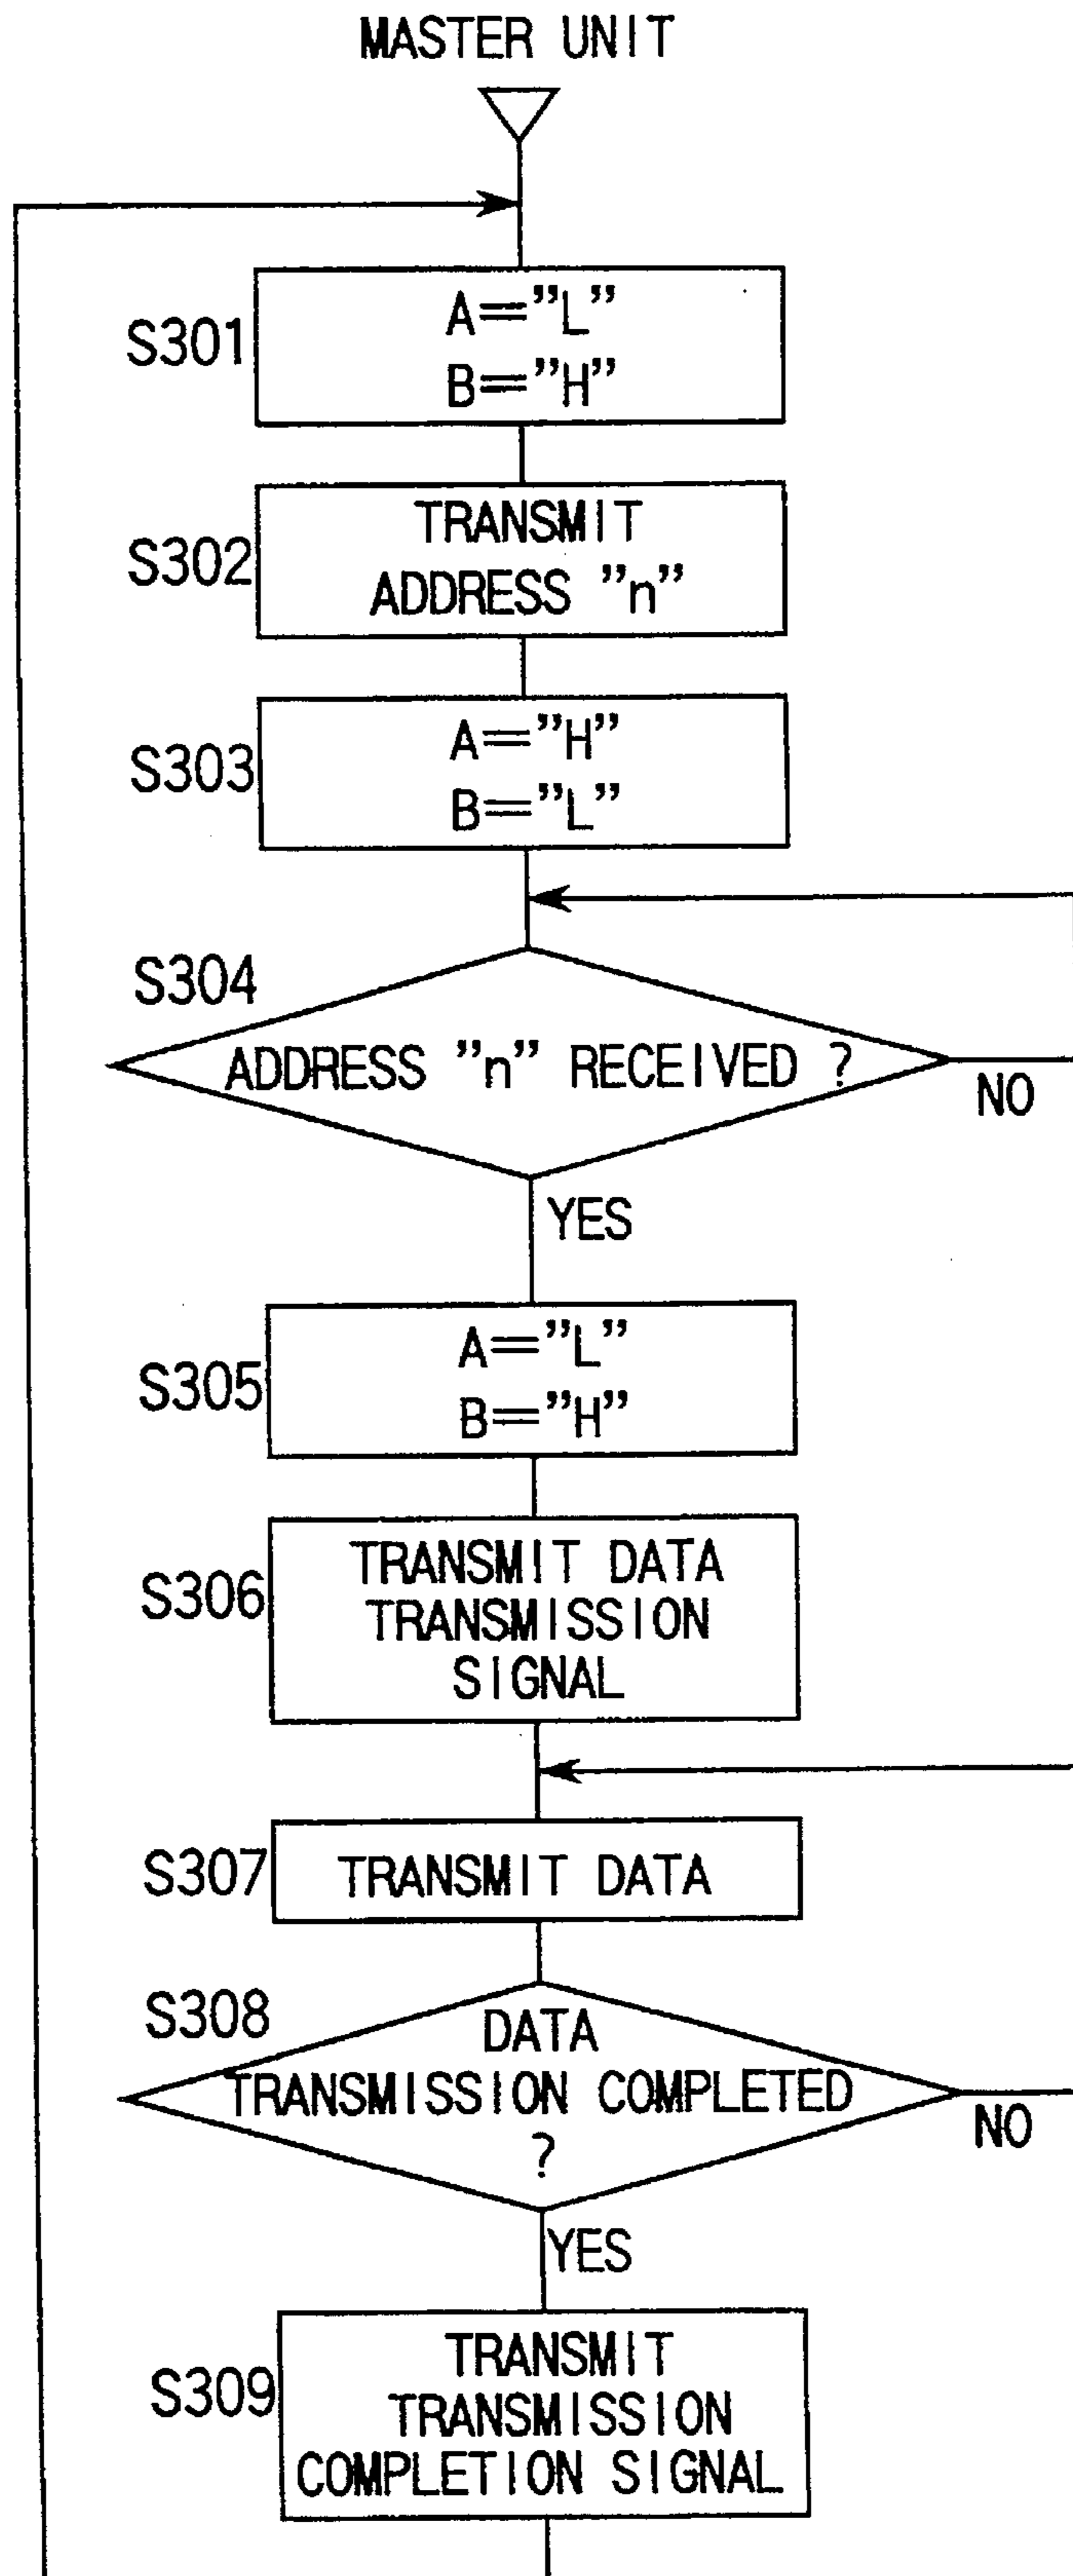 MASTER UNIT
S301
A="L"
B="H"
S302
TRANSMIT
ADDRESS "n"
S303
A="H"
B="L"
S304
ADDRESS "n" RECEIVED ?
NO
YES
S305
A="L"
B="H"
S306
TRANSMIT DATA
TRANSMISSION
SIGNAL
S307
TRANSMIT DATA
S308
DATA
TRANSMISSION COMPLETED
?
NO
YES
S309
TRANSMIT
TRANSMISSION
COMPLETION SIGNAL